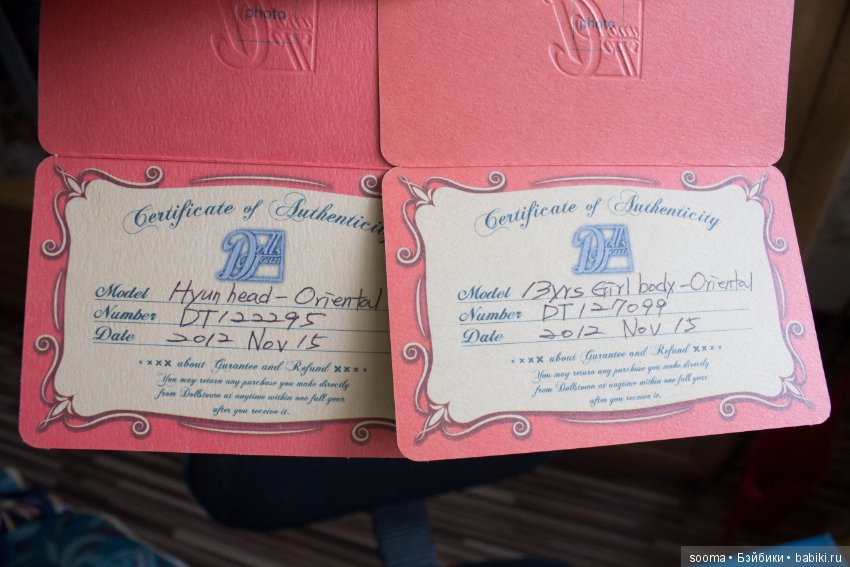 photo
photo
Certificate of Authenticity
Dolls
Town
Model Hyun head - Oriental
Number DT122295
Date 2012 Nov 15
×××× about Gurantee and Refund ××××
You may return any purchase you make directly
from Dollstown at anytime within one full year
after you receive it.
Certificate of Authenticity
Dolls
Town
Model 13yrs Girl body - Oriental
Number DT127099
Date 2012 Nov 15
×××× about Gurantee and Refund ××××
You may return any purchase you make directly
from Dollstown at anytime within one full year
after you receive it.
sooma • Бэйбики • babiki.ru